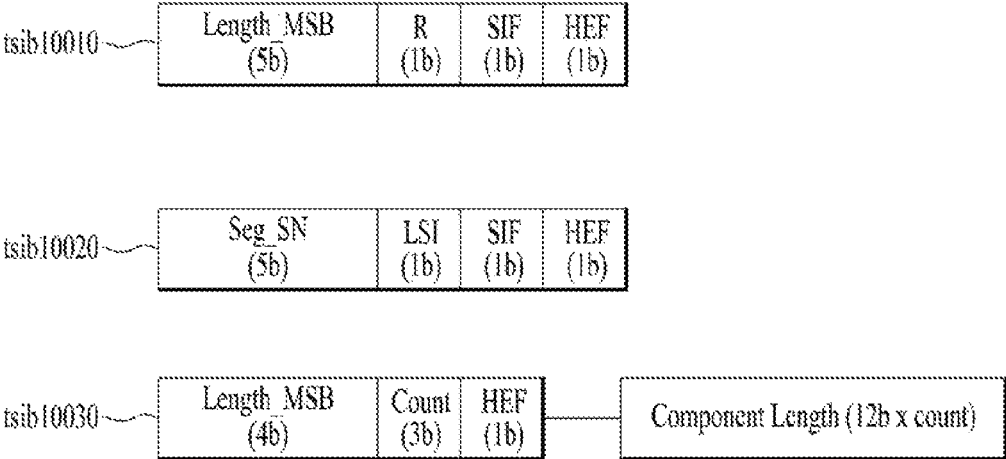 tsib10010
Length_MSB R SIF HEF
(5b) (1b) (1b) (1b)
tsib10020
Seg_SN LSI SIF HEF
(5b) (1b) (1b) (1b)
tsib10030
Length_MSB Count HEF
(4b) (3b) (1b)
Component Length (12b x count)